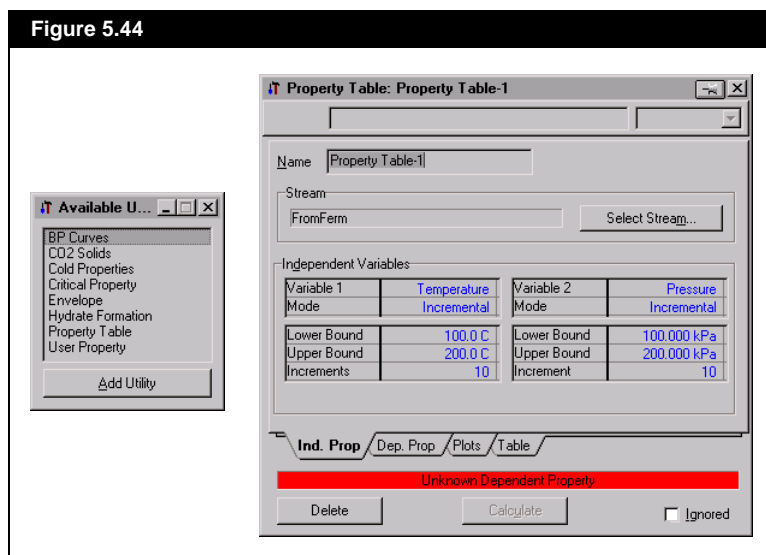 Figure 5.44
Property Table: Property Table-1
Name Property Table-1
Stream
FromFerm Select Stream...
Independent Variables
Variable 1 Temperature Variable 2 Pressure
Mode Incremental Mode Incremental
Lower Bound 100.0 C Lower Bound 100.000 kPa
Upper Bound 200.0 C Upper Bound 200.000 kPa
Increments 10 Increment 10
Ind. Prop Dep. Prop Plots Table
Unknown Dependent Property
Delete Calculate Ignored
Available U...
BP Curves
CO2 Solids
Cold Properties
Critical Property
Envelope
Hydrate Formation
Property Table
User Property
Add Utility